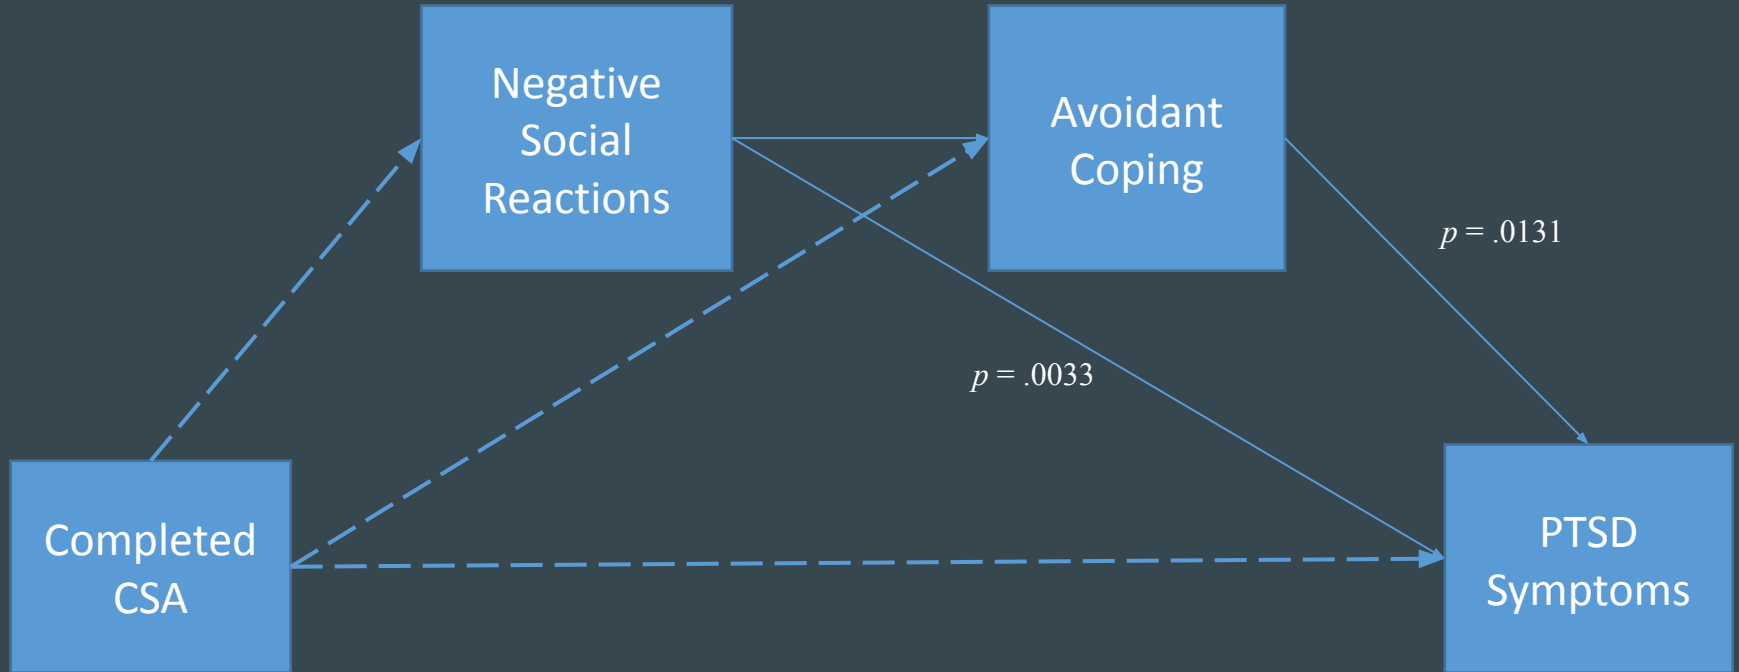 Negative
Social
Reactions
Avoidant
Coping
p = .0131
p = .0033
Completed
CSA
PTSD
Symptoms